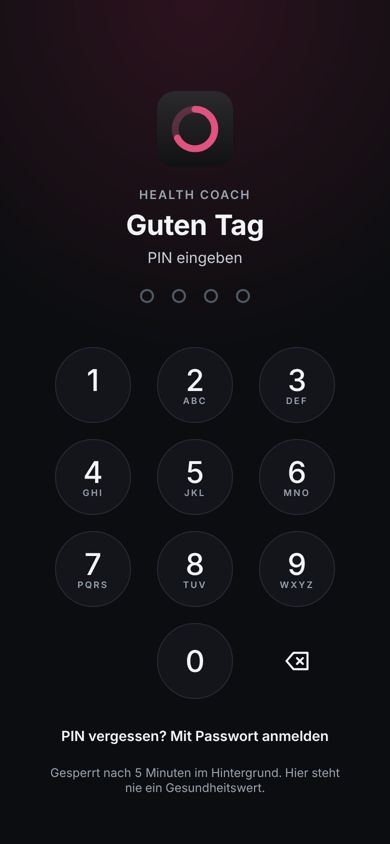 HEALTH COACH
Guten Tag
PIN eingeben
1
2
ABC
3
DEF
4
GHI
5
JKL
6
MNO
7
PQRS
8
TUV
9
WXYZ
0
PIN vergessen? Mit Passwort anmelden
Gesperrt nach 5 Minuten im Hintergrund. Hier steht
nie ein Gesundheitswert.